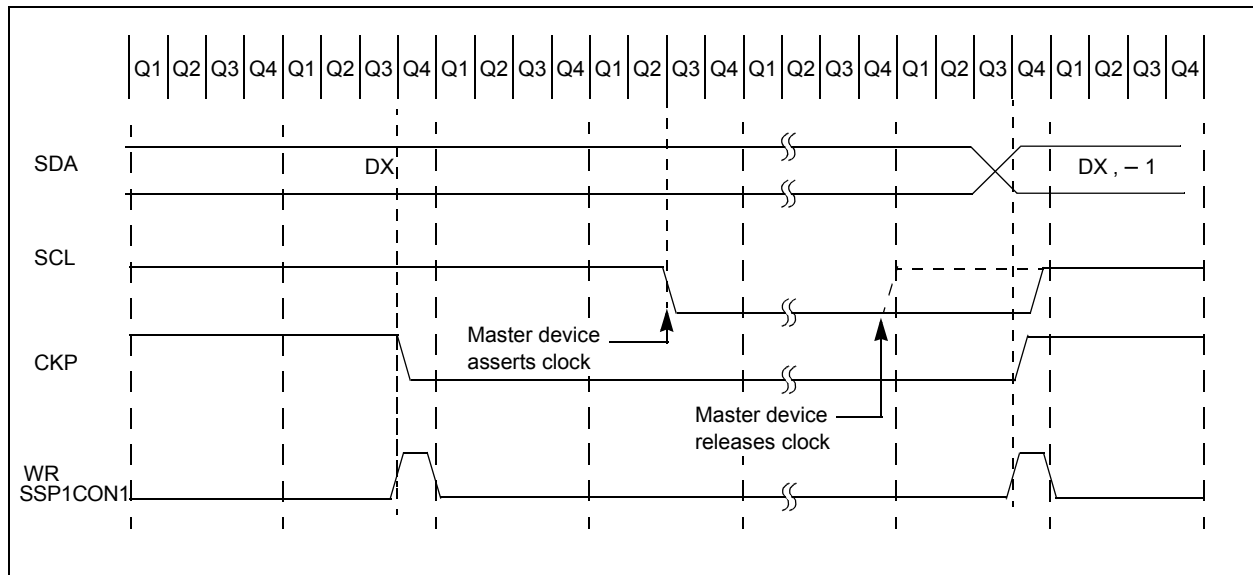 Q1 Q2 Q3 Q4 Q1 Q2 Q3 Q4 Q1 Q2 Q3 Q4 Q1 Q2 Q3 Q4 Q1 Q2 Q3 Q4 Q1 Q2 Q3 Q4 Q1 Q2 Q3 Q4
SDA
DX
DX , – 1
SCL
Master device
asserts clock
CKP
Master device
releases clock
WR
SSP1CON1